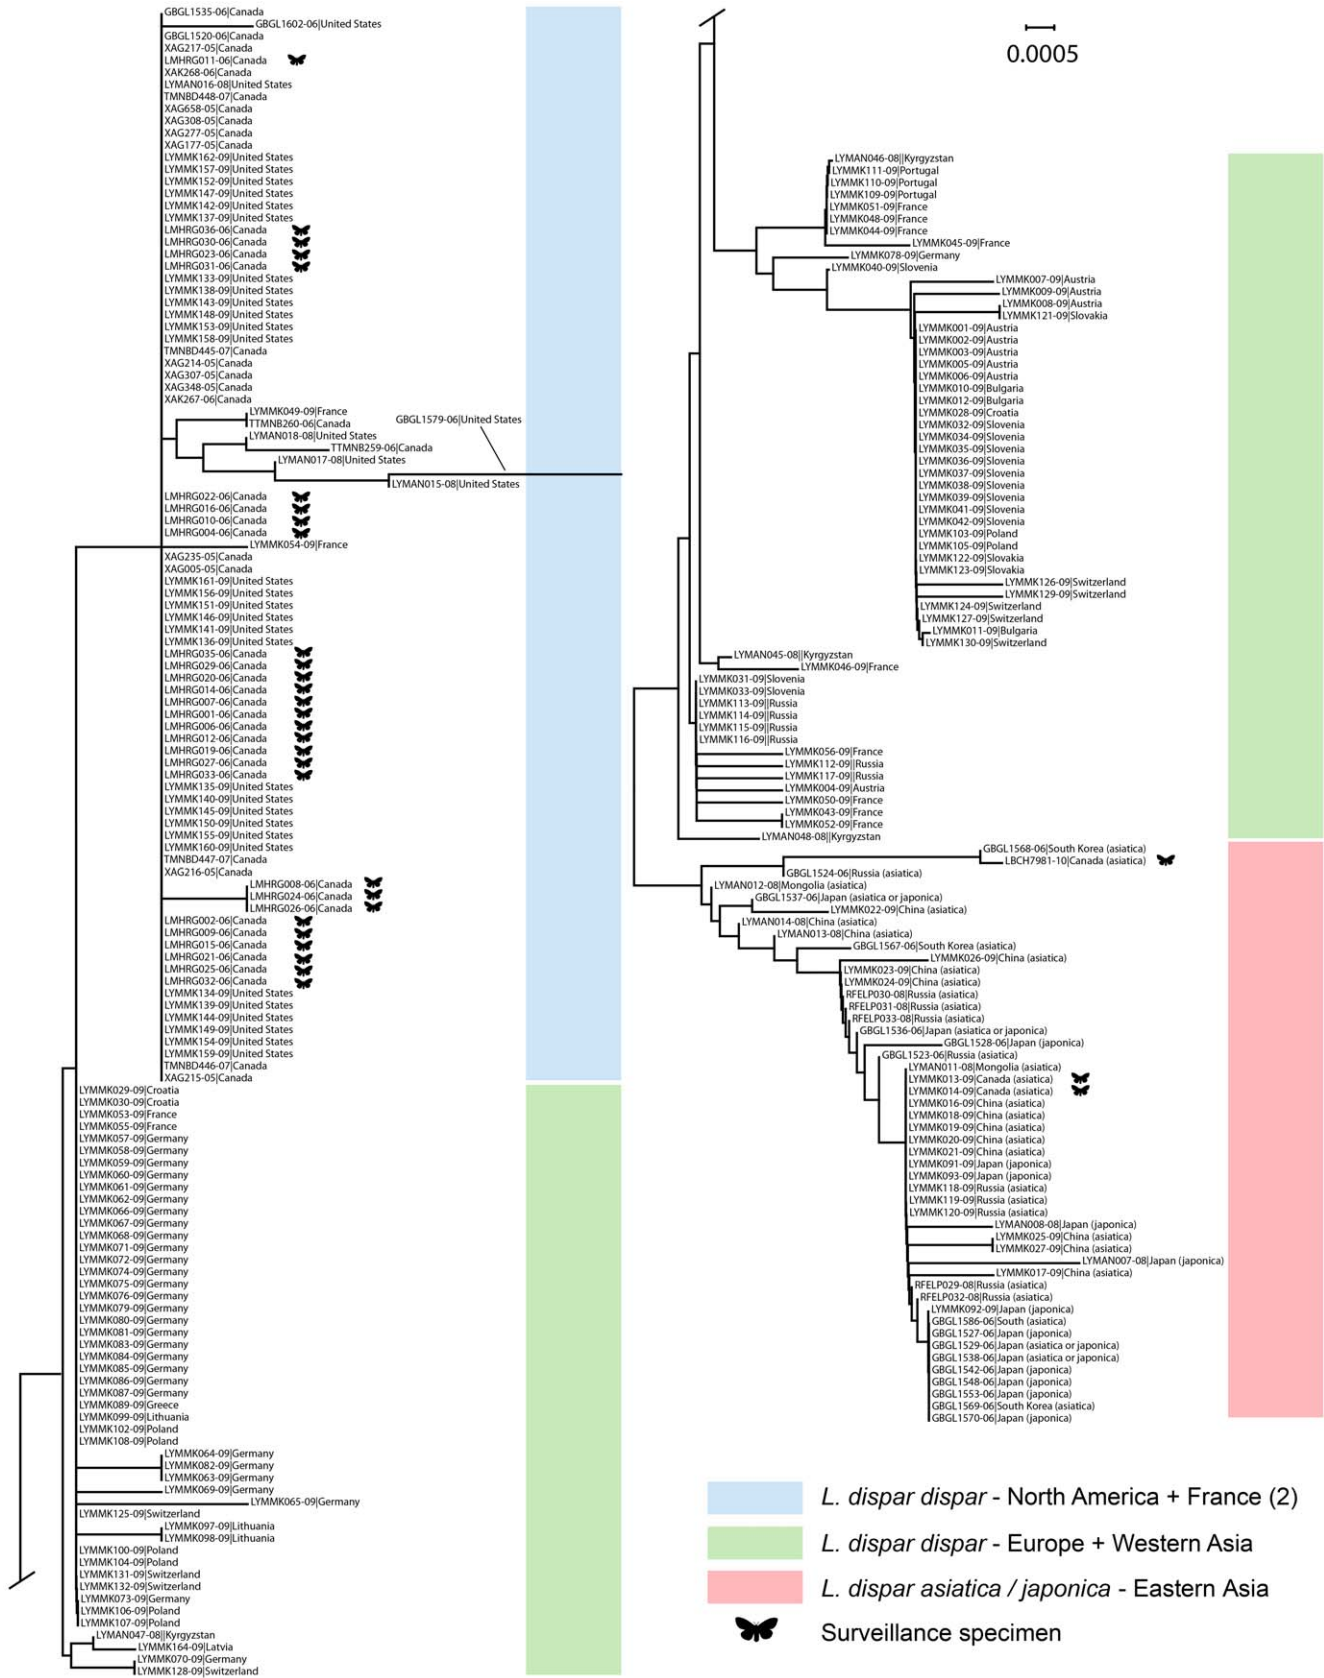 GBGL1535-06|Canada
GBGL1602-06|United States
GBGL1520-06|Canada
XAG217-05|Canada
LMHRG011-06|Canada
XAK268-06|Canada
LYMAN016-08|United States
TMNBD448-07|Canada
XAG658-05|Canada
XAG308-05|Canada
XAG277-05|Canada
XAG177-05|Canada
LYMMK162-09|United States
LYMMK157-09|United States
LYMMK152-09|United States
LYMMK147-09|United States
LYMMK142-09|United States
LYMMK137-09|United States
LMHRG036-06|Canada
LMHRG030-06|Canada
LMHRG023-06|Canada
LMHRG031-06|Canada
LYMMK133-09|United States
LYMMK138-09|United States
LYMMK143-09|United States
LYMMK148-09|United States
LYMMK153-09|United States
LYMMK158-09|United States
TMNBD445-07|Canada
XAG214-05|Canada
XAG307-05|Canada
XAG348-05|Canada
XAK267-06|Canada
LYMMK049-09|France
TTMNB260-06|Canada
LYMAN018-08|United States
TTMNB259-06|Canada
LYMAN017-08|United States
GBGL1579-06|United States
LYMAN015-08|United States
LMHRG022-06|Canada
LMHRG016-06|Canada
LMHRG010-06|Canada
LMHRG004-06|Canada
LYMMK054-09|France
XAG235-05|Canada
XAG005-05|Canada
LYMMK161-09|United States
LYMMK156-09|United States
LYMMK151-09|United States
LYMMK146-09|United States
LYMMK141-09|United States
LYMMK136-09|United States
LMHRG035-06|Canada
LMHRG029-06|Canada
LMHRG020-06|Canada
LMHRG014-06|Canada
LMHRG007-06|Canada
LMHRG001-06|Canada
LMHRG006-06|Canada
LMHRG012-06|Canada
LMHRG019-06|Canada
LMHRG027-06|Canada
LMHRG033-06|Canada
LYMMK135-09|United States
LYMMK140-09|United States
LYMMK145-09|United States
LYMMK150-09|United States
LYMMK155-09|United States
LYMMK160-09|United States
TMNBD447-07|Canada
XAG216-05|Canada
LMHRG008-06|Canada
LMHRG024-06|Canada
LMHRG026-06|Canada
LMHRG002-06|Canada
LMHRG009-06|Canada
LMHRG015-06|Canada
LMHRG021-06|Canada
LMHRG025-06|Canada
LMHRG032-06|Canada
LYMMK134-09|United States
LYMMK139-09|United States
LYMMK144-09|United States
LYMMK149-09|United States
LYMMK154-09|United States
LYMMK159-09|United States
TMNBD446-07|Canada
XAG215-05|Canada
LYMMK029-09|Croatia
LYMMK030-09|Croatia
LYMMK053-09|France
LYMMK055-09|France
LYMMK057-09|Germany
LYMMK058-09|Germany
LYMMK059-09|Germany
LYMMK060-09|Germany
LYMMK061-09|Germany
LYMMK062-09|Germany
LYMMK066-09|Germany
LYMMK067-09|Germany
LYMMK068-09|Germany
LYMMK071-09|Germany
LYMMK072-09|Germany
LYMMK074-09|Germany
LYMMK075-09|Germany
LYMMK076-09|Germany
LYMMK079-09|Germany
LYMMK080-09|Germany
LYMMK081-09|Germany
LYMMK083-09|Germany
LYMMK084-09|Germany
LYMMK085-09|Germany
LYMMK086-09|Germany
LYMMK087-09|Germany
LYMMK089-09|Greece
LYMMK099-09|Lithuania
LYMMK102-09|Poland
LYMMK108-09|Poland
LYMMK064-09|Germany
LYMMK082-09|Germany
LYMMK063-09|Germany
LYMMK069-09|Germany
LYMMK065-09|Germany
LYMMK125-09|Switzerland
LYMMK097-09|Lithuania
LYMMK098-09|Lithuania
LYMMK100-09|Poland
LYMMK104-09|Poland
LYMMK131-09|Switzerland
LYMMK132-09|Switzerland
LYMMK073-09|Germany
LYMMK106-09|Poland
LYMMK107-09|Poland
LYMAN047-08||Kyrgyzstan
LYMMK164-09|Latvia
LYMMK070-09|Germany
LYMMK128-09|Switzerland
0.0005
LYMAN046-08||Kyrgyzstan
LYMMK111-09|Portugal
LYMMK110-09|Portugal
LYMMK109-09|Portugal
LYMMK051-09|France
LYMMK048-09|France
LYMMK044-09|France
LYMMK045-09|France
LYMMK078-09|Germany
LYMMK040-09|Slovenia
LYMMK007-09|Austria
LYMMK009-09|Austria
LYMMK008-09|Austria
LYMMK121-09|Slovakia
LYMMK001-09|Austria
LYMMK002-09|Austria
LYMMK003-09|Austria
LYMMK005-09|Austria
LYMMK006-09|Austria
LYMMK010-09|Bulgaria
LYMMK012-09|Bulgaria
LYMMK028-09|Croatia
LYMMK032-09|Slovenia
LYMMK034-09|Slovenia
LYMMK035-09|Slovenia
LYMMK036-09|Slovenia
LYMMK037-09|Slovenia
LYMMK038-09|Slovenia
LYMMK039-09|Slovenia
LYMMK041-09|Slovenia
LYMMK042-09|Slovenia
LYMMK103-09|Poland
LYMMK105-09|Poland
LYMMK122-09|Slovakia
LYMMK123-09|Slovakia
LYMMK126-09|Switzerland
LYMMK129-09|Switzerland
LYMMK124-09|Switzerland
LYMMK127-09|Switzerland
LYMMK011-09|Bulgaria
LYMMK130-09|Switzerland
LYMAN045-08||Kyrgyzstan
LYMMK046-09|France
LYMMK031-09|Slovenia
LYMMK033-09|Slovenia
LYMMK113-09||Russia
LYMMK114-09||Russia
LYMMK115-09||Russia
LYMMK116-09||Russia
LYMMK056-09|France
LYMMK112-09||Russia
LYMMK117-09||Russia
LYMMK004-09|Austria
LYMMK050-09|France
LYMMK043-09|France
LYMMK052-09|France
LYMAN048-08||Kyrgyzstan
GBGL1568-06|South Korea (asiatica)
LBCH7981-10|Canada (asiatica)
GBGL1524-06|Russia (asiatica)
LYMAN012-08|Mongolia (asiatica)
GBGL1537-06|Japan (asiatica or japonica)
LYMMK022-09|China (asiatica)
LYMAN014-08|China (asiatica)
LYMAN013-08|China (asiatica)
GBGL1567-06|South Korea (asiatica)
LYMMK026-09|China (asiatica)
LYMMK023-09|China (asiatica)
LYMMK024-09|China (asiatica)
RFELP030-08|Russia (asiatica)
RFELP031-08|Russia (asiatica)
RFELP033-08|Russia (asiatica)
GBGL1536-06|Japan (asiatica or japonica)
GBGL1528-06|Japan (japonica)
GBGL1523-06|Russia (asiatica)
LYMAN011-08|Mongolia (asiatica)
LYMMK013-09|Canada (asiatica)
LYMMK014-09|Canada (asiatica)
LYMMK016-09|China (asiatica)
LYMMK018-09|China (asiatica)
LYMMK019-09|China (asiatica)
LYMMK020-09|China (asiatica)
LYMMK021-09|China (asiatica)
LYMMK091-09|Japan (japonica)
LYMMK093-09|Japan (japonica)
LYMMK118-09|Russia (asiatica)
LYMMK119-09|Russia (asiatica)
LYMMK120-09|Russia (asiatica)
LYMAN008-08|Japan (japonica)
LYMMK025-09|China (asiatica)
LYMMK027-09|China (asiatica)
LYMAN007-08|Japan (japonica)
LYMMK017-09|China (asiatica)
RFELP029-08|Russia (asiatica)
RFELP032-08|Russia (asiatica)
LYMMK092-09|Japan (japonica)
GBGL1586-06|South (asiatica)
GBGL1527-06|Japan (japonica)
GBGL1529-06|Japan (asiatica or japonica)
GBGL1538-06|Japan (asiatica or japonica)
GBGL1542-06|Japan (japonica)
GBGL1548-06|Japan (japonica)
GBGL1553-06|Japan (japonica)
GBGL1569-06|South Korea (asiatica)
GBGL1570-06|Japan (japonica)
L. dispar dispar - North America + France (2)
L. dispar dispar - Europe + Western Asia
L. dispar asiatica / japonica - Eastern Asia
Surveillance specimen